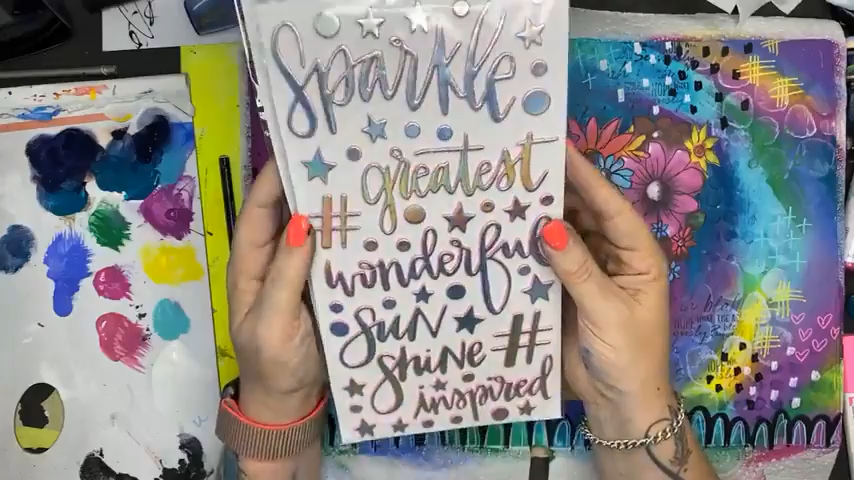 Sparkle
greatest
#
wonderful
Sun
shine #
inspired